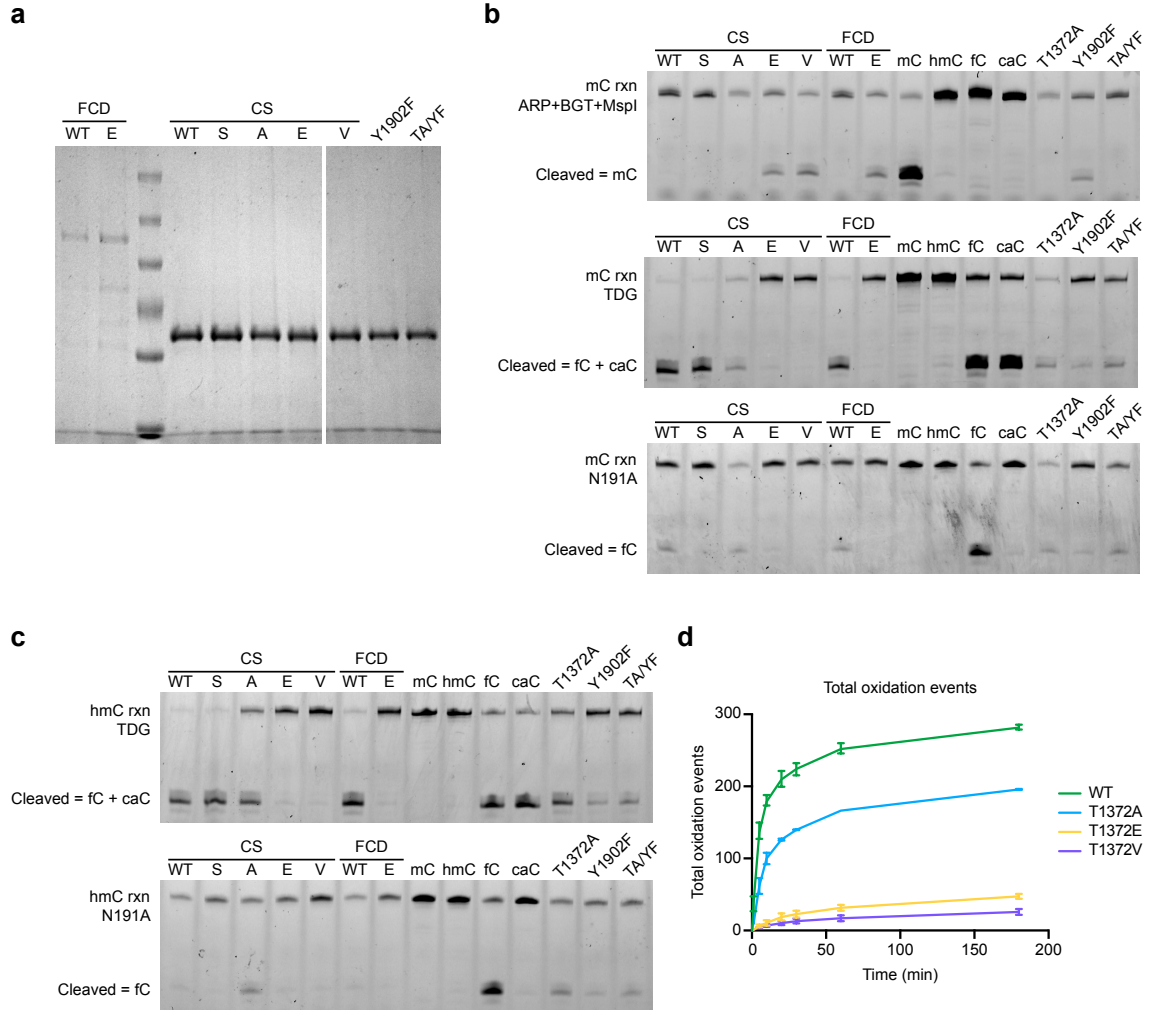 a
FCD
CS
WT E
WT S A E V Y1902F TA/YF
b
CS
FCD
WT S A E V WT E mC hmC fC caC T1372A Y1902F TA/YF
mC rxn
ARP+BGT+MspI
Cleaved = mC
CS
FCD
WT S A E V WT E mC hmC fC caC T1372A Y1902F TA/YF
mC rxn
TDG
Cleaved = fC + caC
CS
FCD
WT S A E V WT E mC hmC fC caC T1372A Y1902F TA/YF
mC rxn
N191A
Cleaved = fC
c
CS
FCD
WT S A E V WT E mC hmC fC caC T1372A Y1902F TA/YF
hmC rxn
TDG
Cleaved = fC + caC
CS
FCD
WT S A E V WT E mC hmC fC caC T1372A Y1902F TA/YF
hmC rxn
N191A
Cleaved = fC
d
Total oxidation events
Total oxidation events
300
200
100
0
0 50 100 150 200
Time (min)
WT
T1372A
T1372E
T1372V